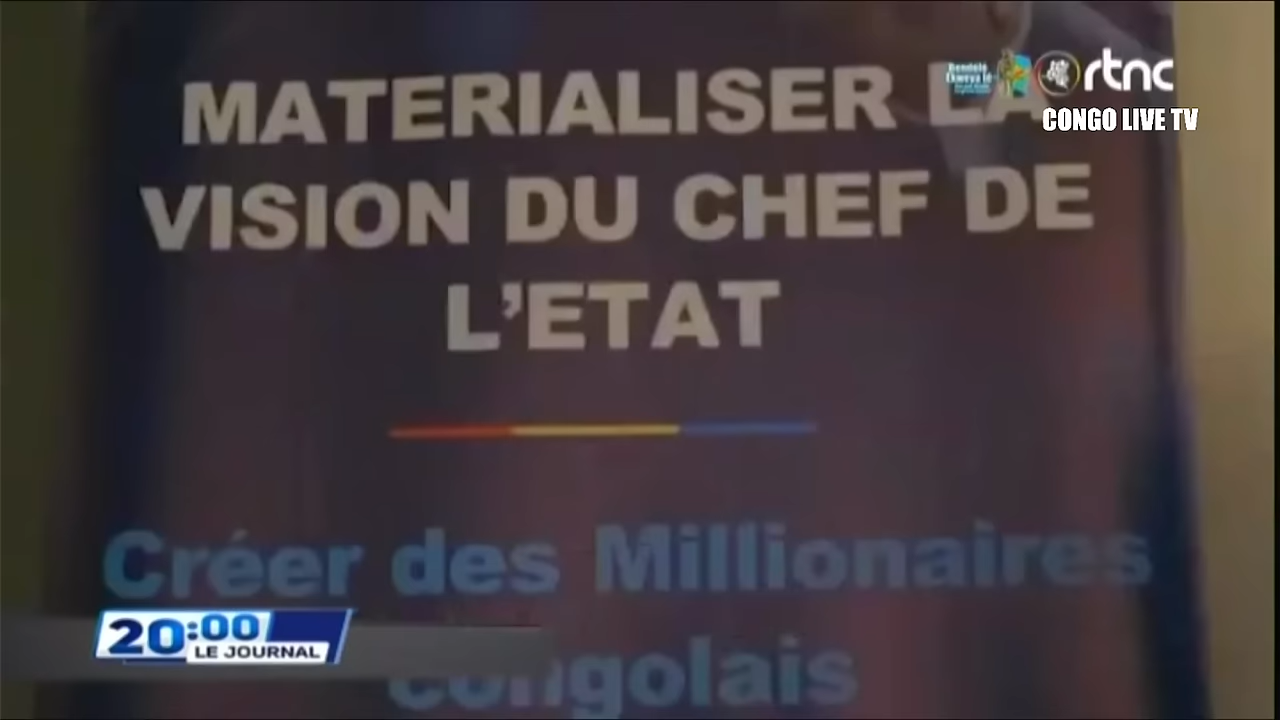 MATERIALISER LA
VISION DU CHEF DE
L'ETAT
Créer des Millionaires
Congolais
rtnc
CONGO LIVE TV
20:00
LE JOURNAL